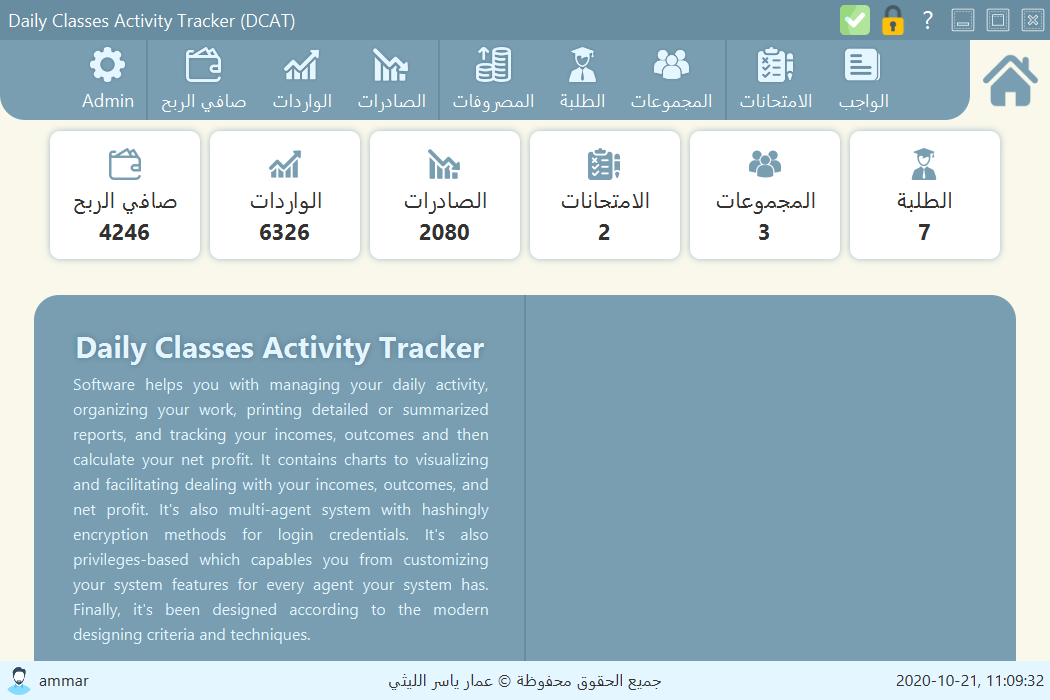 Daily Classes Activity Tracker (DCAT)
?
Admin
صافي الربح
الواردات
الصادرات
المصروفات
الطلبة
المجموعات
الامتحانات
الواجب
صافي الربح
4246
الواردات
6326
الصادرات
2080
الامتحانات
2
المجموعات
3
الطلبة
7
Daily Classes Activity Tracker
Software helps you with managing your daily activity,
organizing your work, printing detailed or summarized
reports, and tracking your incomes, outcomes and then
calculate your net profit. It contains charts to visualizing
and facilitating dealing with your incomes, outcomes, and
net profit. It's also multi-agent system with hashingly
encryption methods for login credentials. It's also
privileges-based which capables you from customizing
your system features for every agent your system has.
Finally, it's been designed according to the modern
designing criteria and techniques.
ammar
جميع الحقوق محفوظة © عمار ياسر الليثي
2020-10-21, 11:09:32